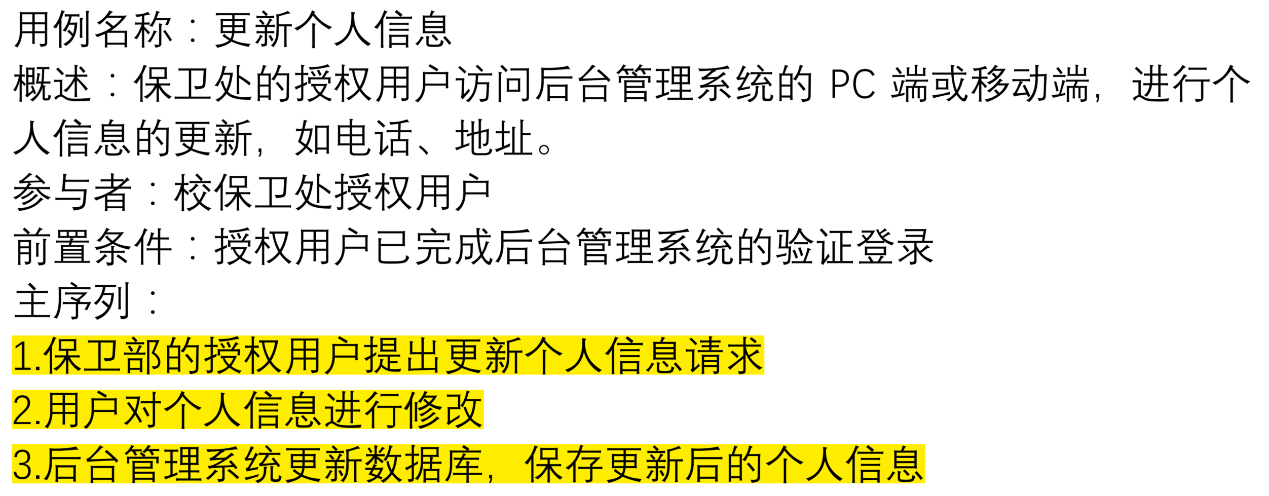 用例名称：更新个人信息
概述：保卫处的授权用户访问后台管理系统的 PC 端或移动端，进行个
人信息的更新，如电话、地址。
参与者：校保卫处授权用户
前置条件：授权用户已完成后台管理系统的验证登录
主序列：
1.保卫部的授权用户提出更新个人信息请求
2.用户对个人信息进行修改
3.后台管理系统更新数据库，保存更新后的个人信息